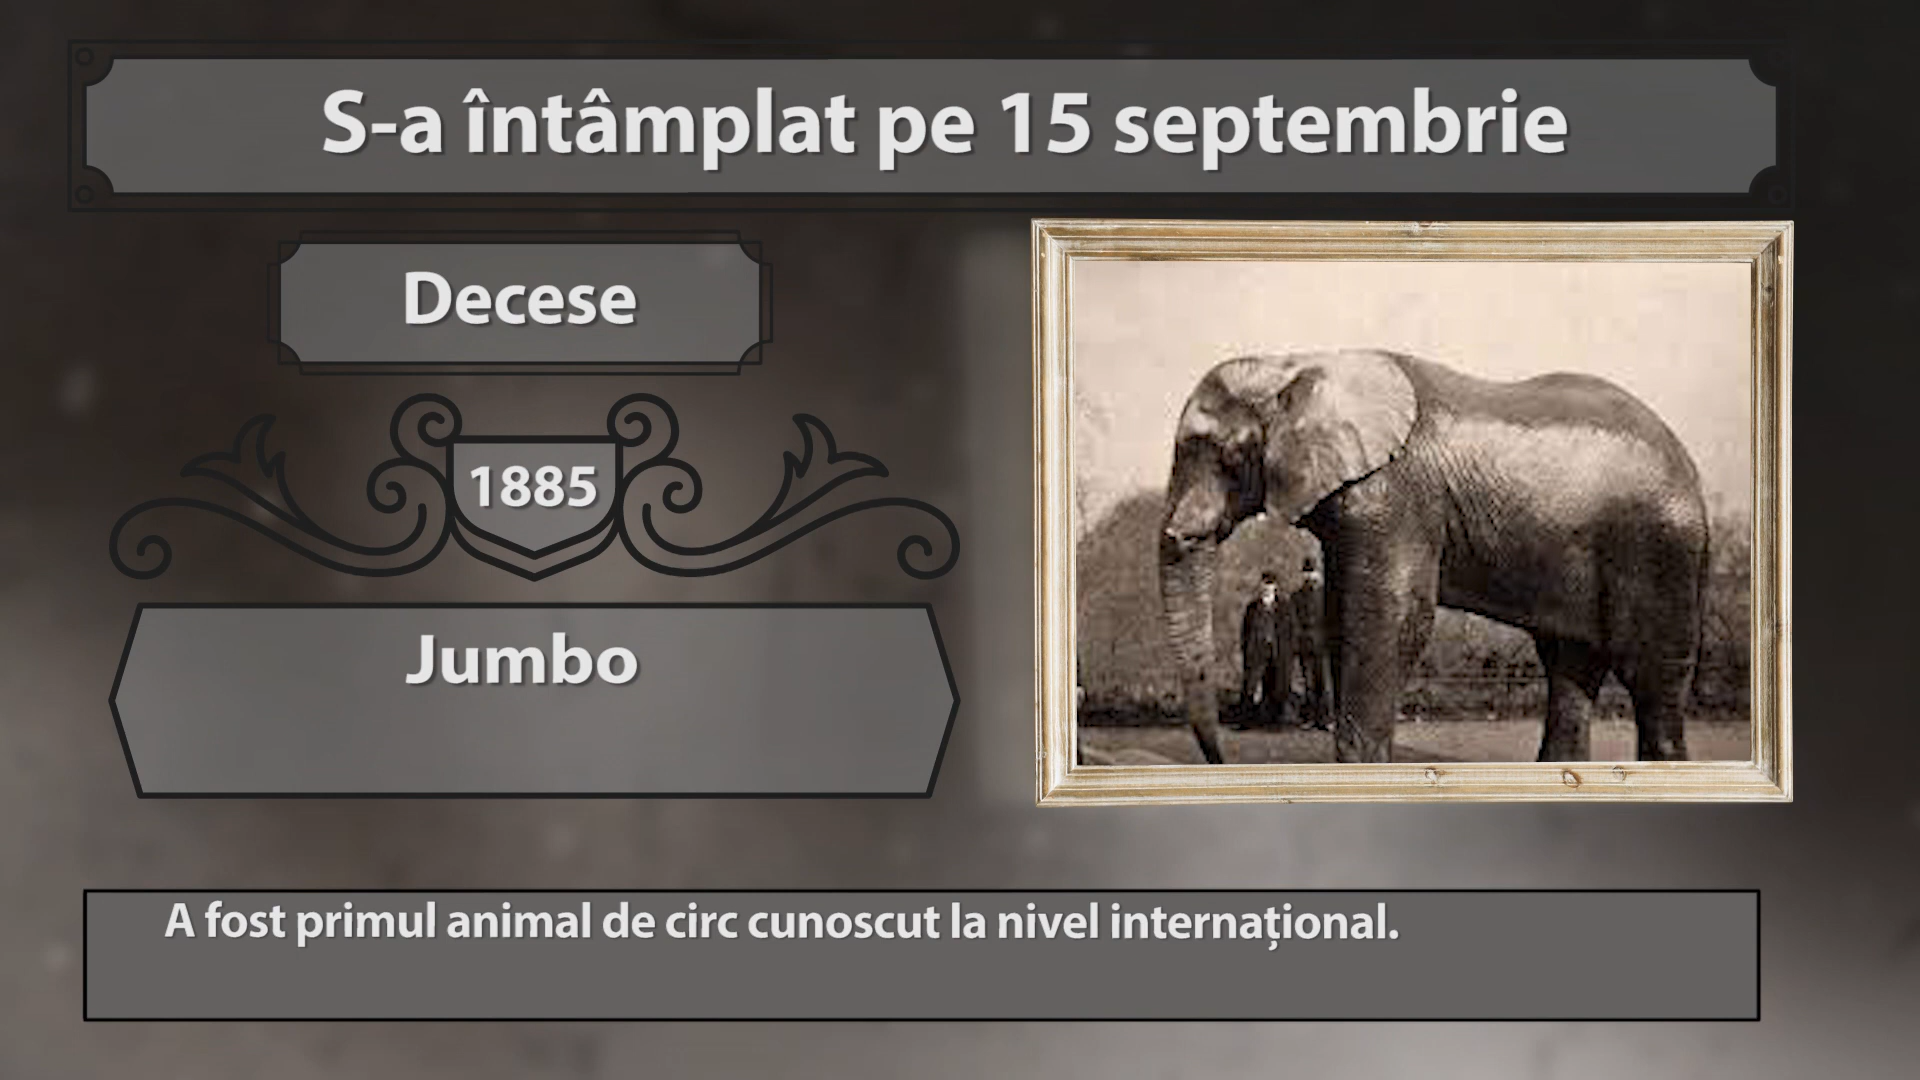 S-a întâmplat pe 15 septembrie
Decese
1885
Jumbo
A fost primul animal de circ cunoscut la nivel internațional.